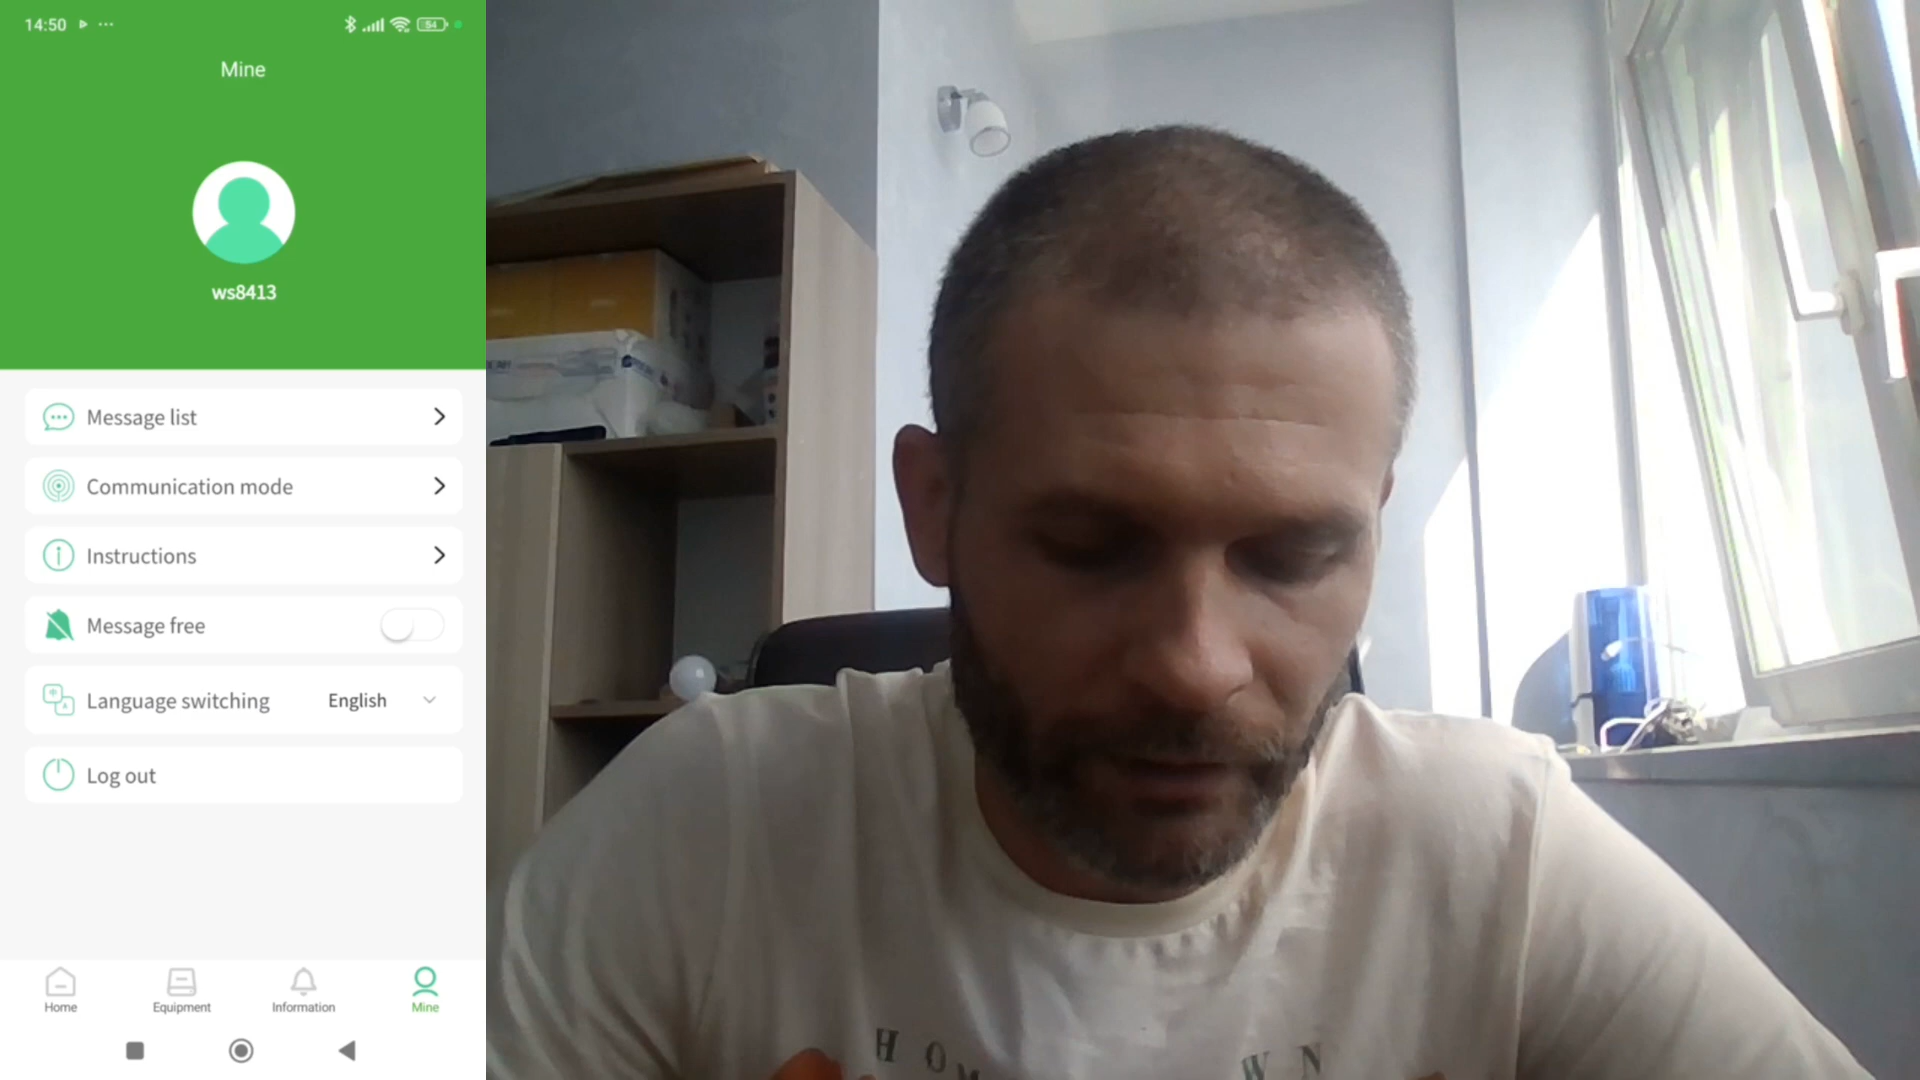 14:50
54
Mine
ws8413
Message list
Communication mode
Instructions
Message free
Language switching English
Log out
Home Equipment Information Mine